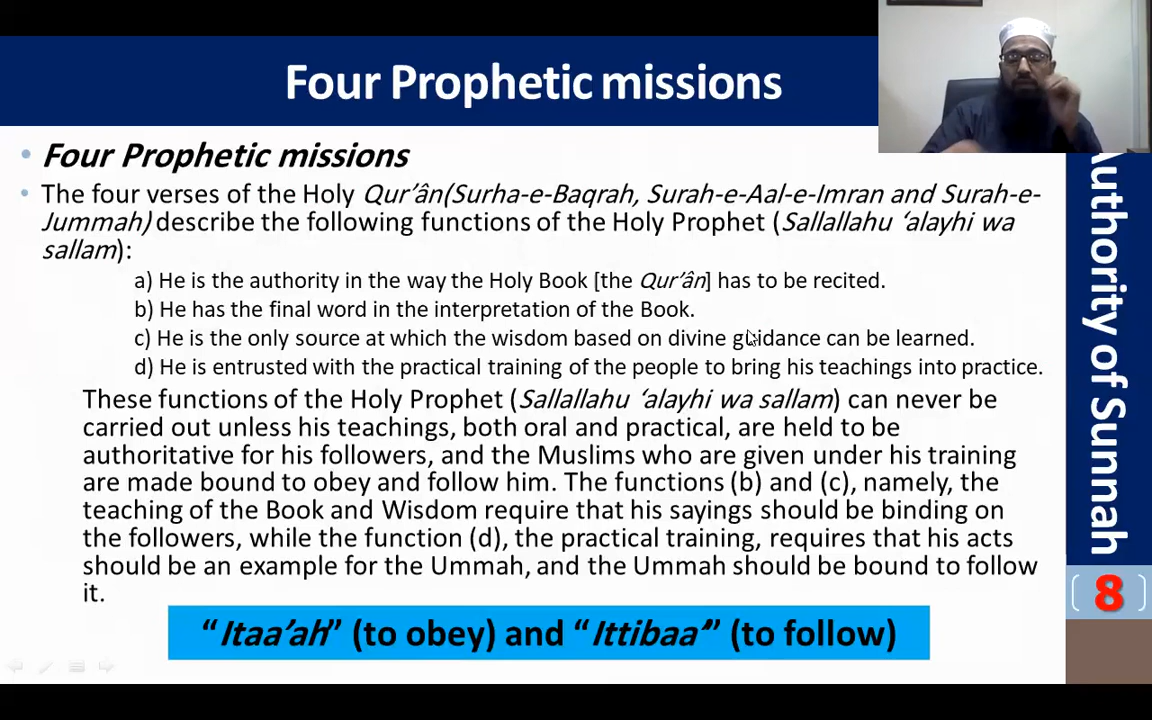 Four Prophetic missions
• Four Prophetic missions
• The four verses of the Holy Qur’ân(Surha-e-Baqrah, Surah-e-Aal-e-Imran and Surah-e-
Jummah) describe the following functions of the Holy Prophet (Sallallahu ‘alayhi wa
sallam):
a) He is the authority in the way the Holy Book [the Qur’ân] has to be recited.
b) He has the final word in the interpretation of the Book.
c) He is the only source at which the wisdom based on divine guidance can be learned.
d) He is entrusted with the practical training of the people to bring his teachings into practice.
These functions of the Holy Prophet (Sallallahu ‘alayhi wa sallam) can never be
carried out unless his teachings, both oral and practical, are held to be
authoritative for his followers, and the Muslims who are given under his training
are made bound to obey and follow him. The functions (b) and (c), namely, the
teaching of the Book and Wisdom require that his sayings should be binding on
the followers, while the function (d), the practical training, requires that his acts
should be an example for the Ummah, and the Ummah should be bound to follow
it.
“Itaa’ah” (to obey) and “Ittibaa’” (to follow)
Authority of Sunnah
8